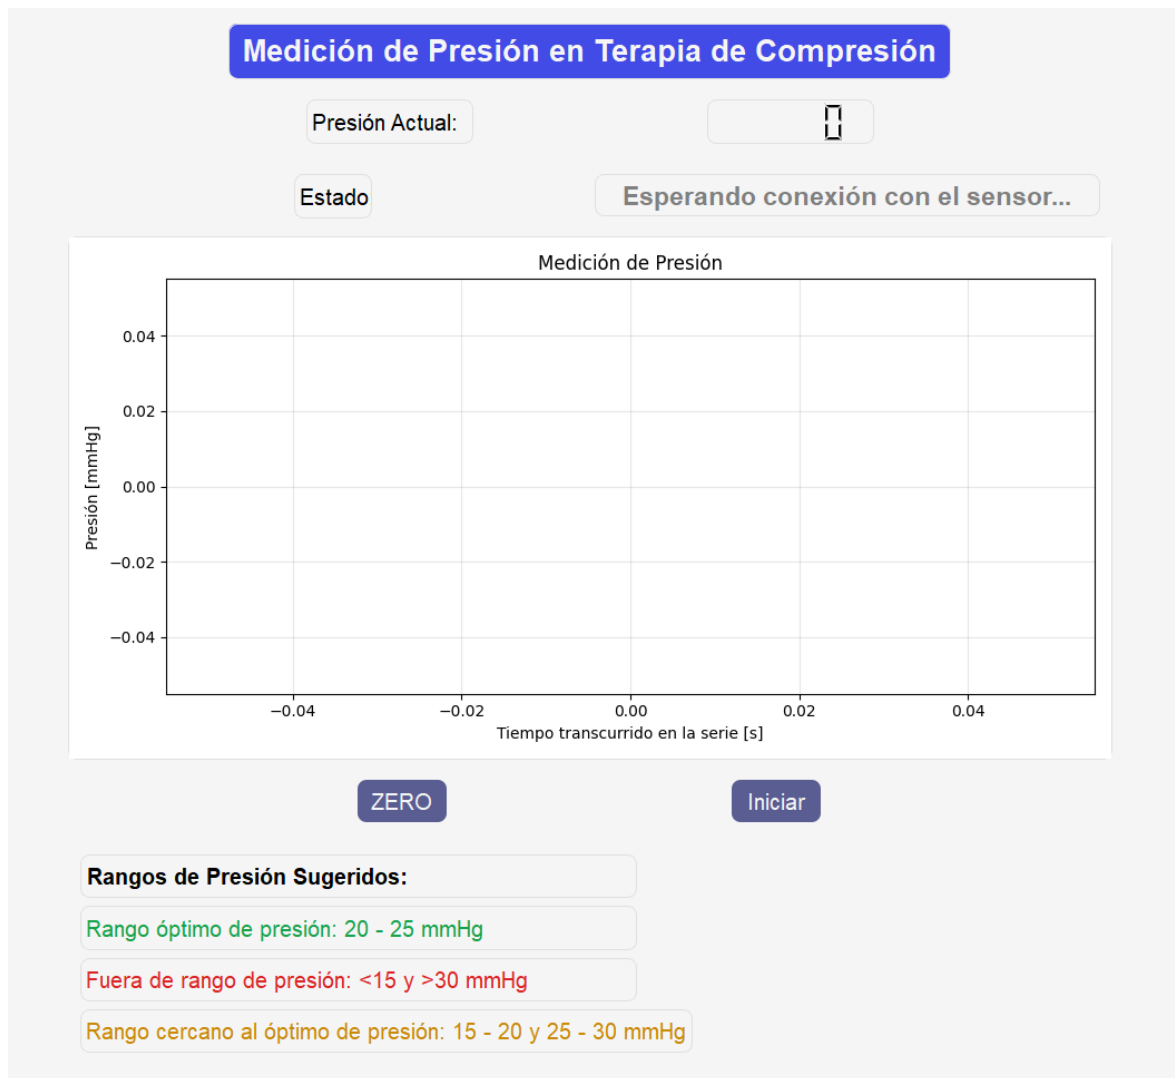 Medición de Presión en Terapia de Compresión
Presión Actual:
0
Estado
Esperando conexión con el sensor...
Medición de Presión
Presión [mmHg]
0.04
0.02
0.00
−0.02
−0.04
−0.04 −0.02 0.00 0.02 0.04
Tiempo transcurrido en la serie [s]
ZERO
Iniciar
Rangos de Presión Sugeridos:
Rango óptimo de presión: 20 - 25 mmHg
Fuera de rango de presión: <15 y >30 mmHg
Rango cercano al óptimo de presión: 15 - 20 y 25 - 30 mmHg